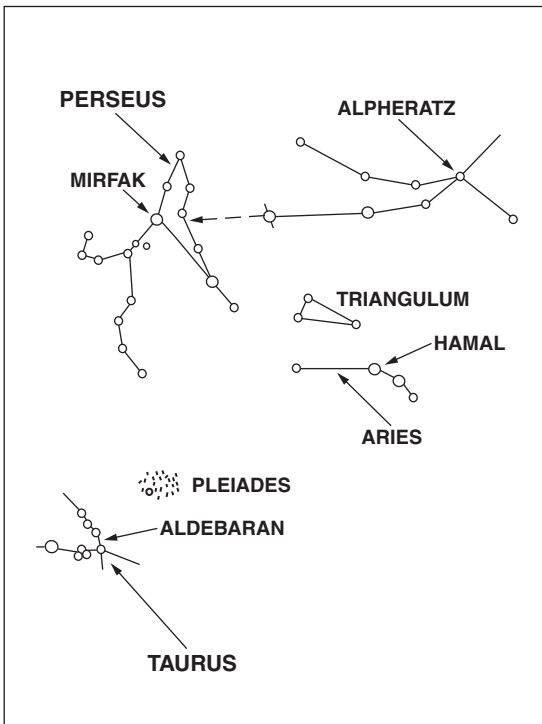 PERSEUS
ALPHERATZ
MIRFAK
TRIANGULUM
HAMAL
ARIES
PLEIADES
ALDEBARAN
TAURUS